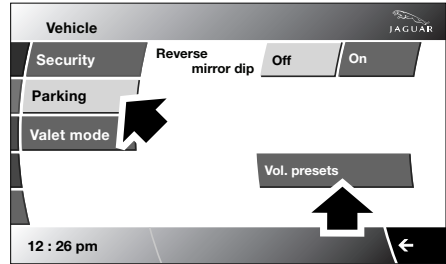 Vehicle
JAGUAR
Security
Reverse
mirror dip
Off
On
Parking
Valet mode
Vol. presets
12 : 26 pm